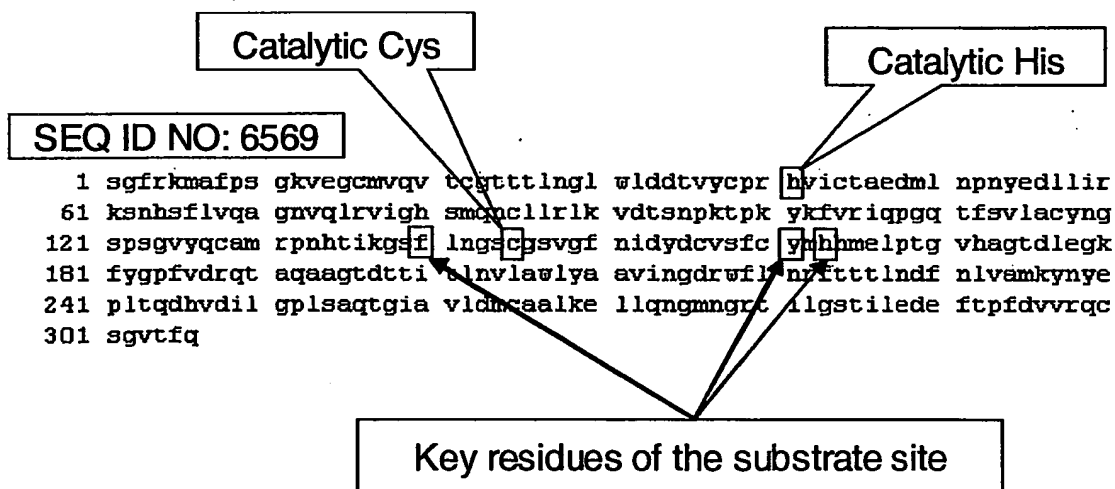 Catalytic Cys
Catalytic His
SEQ ID NO: 6569
1 sgfrkmafps gkvegcmvqv tcgtttlngl wlddtvycpr hvictaedml npnyedllir
61 ksnhsflvqa gnvqlrvigh smqncllrlk vdtsnpktpk ykfvriqpgq tfsvlacyng
121 spsgvyqcam rpnhtikgsf lngscgsvgf nidydcvsfc ymhhmelptg vhagtdlegk
181 fygpfvdrqt aqaagtdtti tlnvlawlya avingdrwfl nrftttlndf nlvamkynye
241 pltqdhvdil gplsaqtgia vldmcaalke llqngmngrt ilgstilede ftpfdvvrqc
301 sgvtfq
Key residues of the substrate site